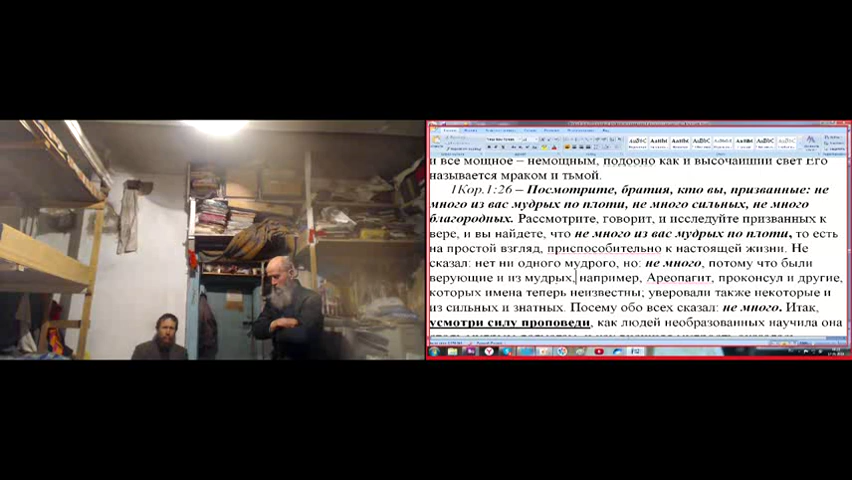 и все мощное – немощным, подобно как и высочайший свет Его
называется мраком и тьмой.
1Кор.1:26 – Посмотрите, братия, кто вы, призванные: не
много из вас мудрых по плоти, не много сильных, не много
благородных. Рассмотрите, говорит, и исследуйте призванных к
вере, и вы найдете, что не много из вас мудрых по плоти, то есть
на простой взгляд, приспособительно к настоящей жизни. Не
сказал: нет ни одного мудрого, но: не много, потому что были
верующие и из мудрых, например, Ареопагит, проконсул и другие,
которых имена теперь неизвестны; уверовали также некоторые и
из сильных и знатных. Посему обо всех сказал: не много. Итак,
усмотри силу проповеди, как людей необразованных научила она